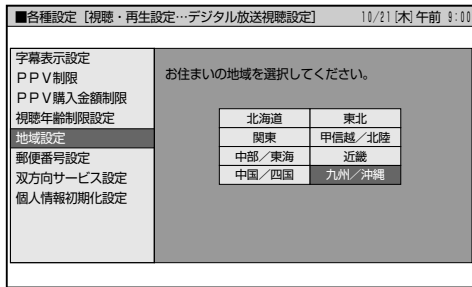 ■各種設定［視聴・再生設定…デジタル放送視聴設定］ 10/21[木]午前 9:00
字幕表示設定
ＰＰＶ制限
ＰＰＶ購入金額制限
視聴年齢制限設定
地域設定
郵便番号設定
双方向サービス設定
個人情報初期化設定
お住まいの地域を選択してください。
北海道 東北
関東 甲信越／北陸
中部／東海 近畿
中国／四国 九州／沖縄